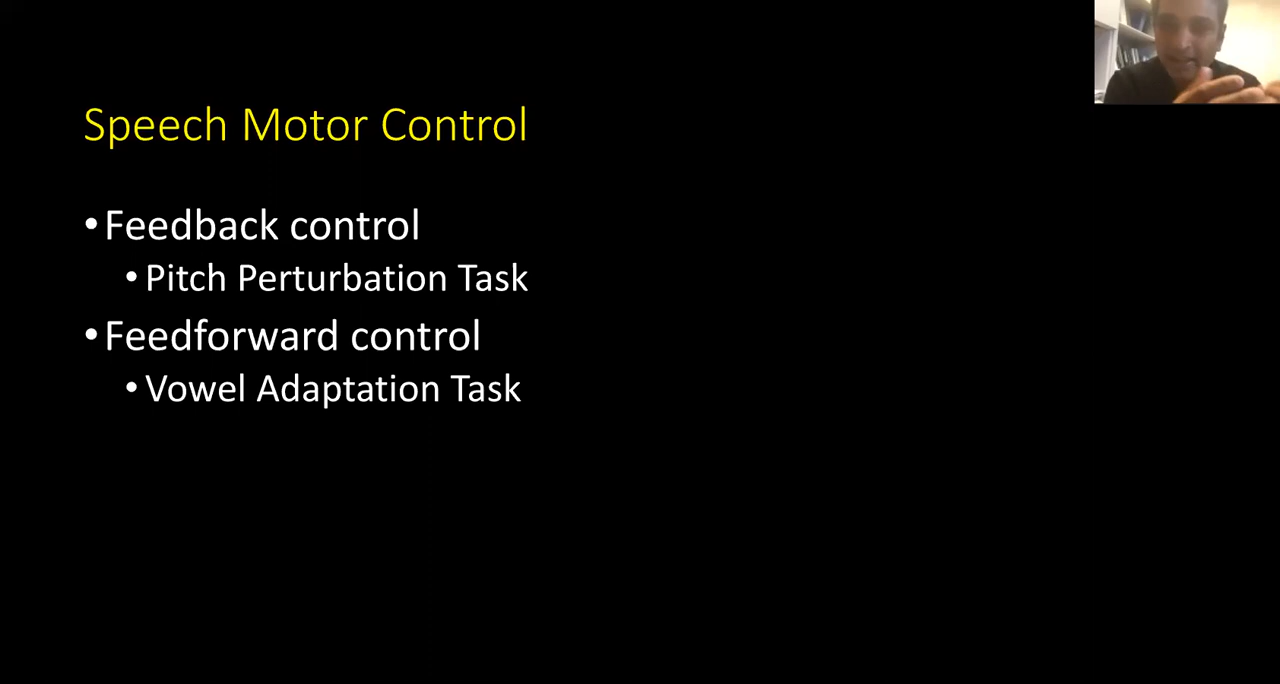 Speech Motor Control
•Feedback control
•Pitch Perturbation Task
•Feedforward control
•Vowel Adaptation Task